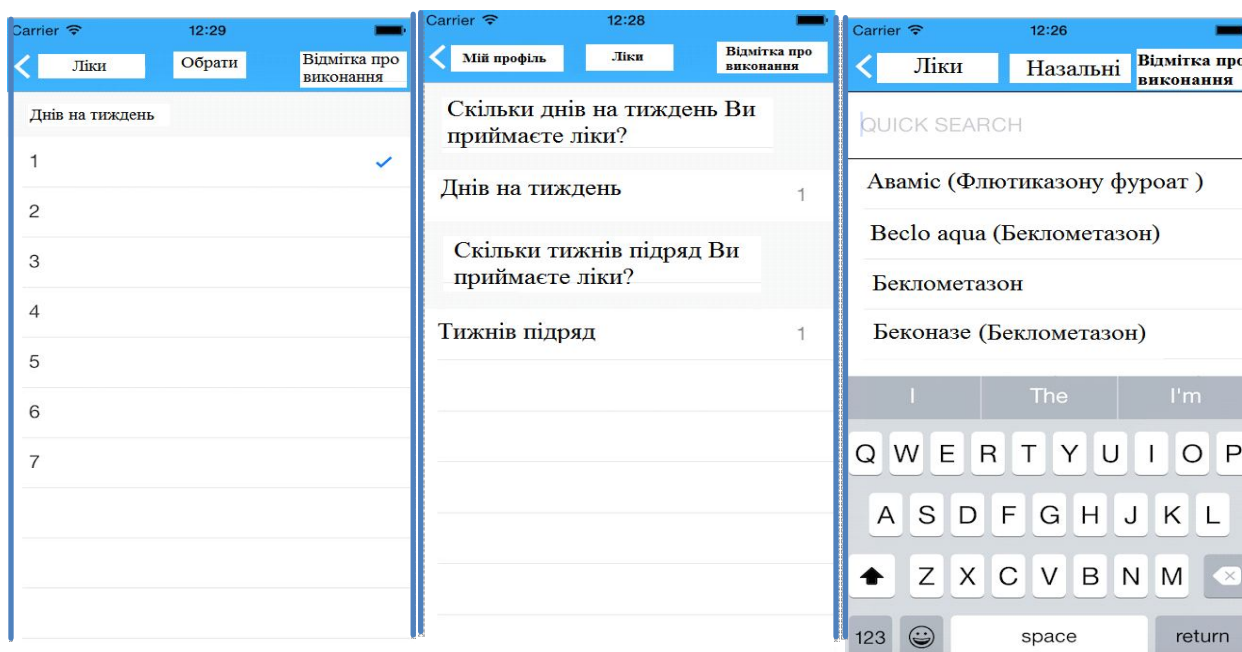 Carrier
12:29
Ліки
Обрати
Відмітка про
виконання
Днів на тиждень
1
2
3
4
5
6
7
Carrier
12:28
Мій профіль
Ліки
Відмітка про
виконання
Скільки днів на тиждень Ви
приймаєте ліки?
Днів на тиждень
1
Скільки тижнів підряд Ви
приймаєте ліки?
Тижнів підряд
1
Carrier
12:26
Ліки
Назальні
Відмітка про
виконання
QUICK SEARCH
Аваміс (Флютиказону фуроат )
Beclo aqua (Беклометазон)
Беклометазон
Беконазе (Беклометазон)
I The I'm
Q W E R T Y U I O P
A S D F G H J K L
Z X C V B N M
123 space return